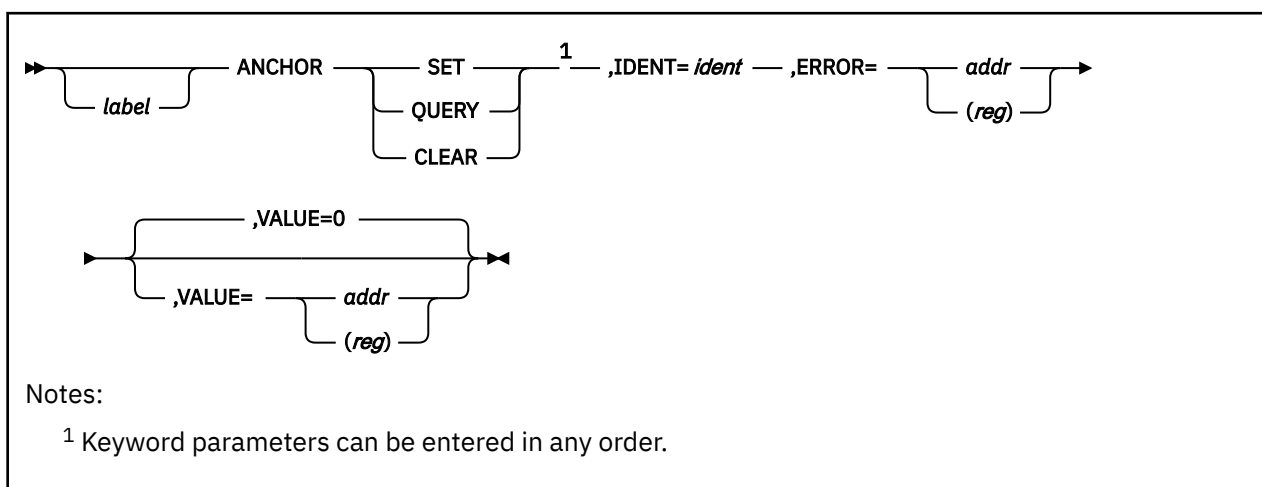 1
label ANCHOR SET ,IDENT= ident ,ERROR= addr
QUERY (reg)
CLEAR
,VALUE=0
,VALUE= addr
(reg)
Notes:
1 Keyword parameters can be entered in any order.